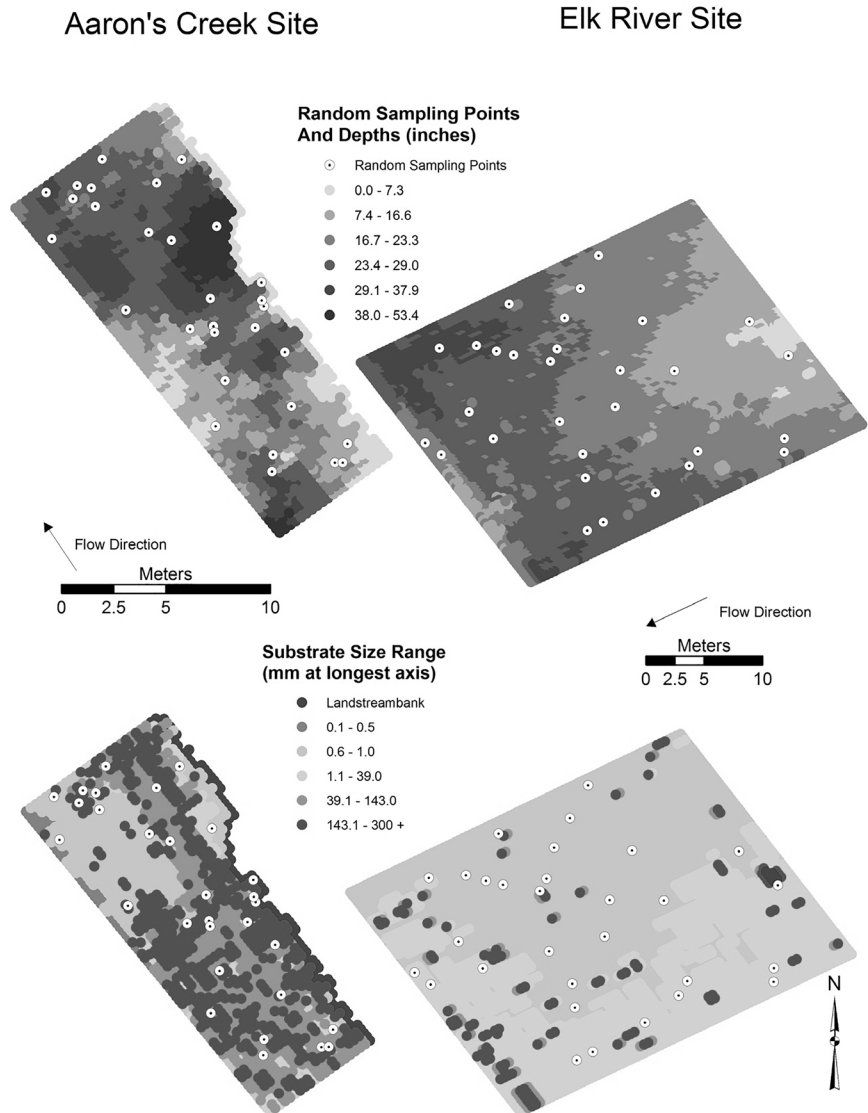 Aaron's Creek Site
Elk River Site
Random Sampling Points
And Depths (inches)
Random Sampling Points
0.0 - 7.3
7.4 - 16.6
16.7 - 23.3
23.4 - 29.0
29.1 - 37.9
38.0 - 53.4
Flow Direction
Meters
0 2.5 5 10
Flow Direction
Meters
0 2.5 5 10
Substrate Size Range
(mm at longest axis)
Landstreambank
0.1 - 0.5
0.6 - 1.0
1.1 - 39.0
39.1 - 143.0
143.1 - 300 +
N